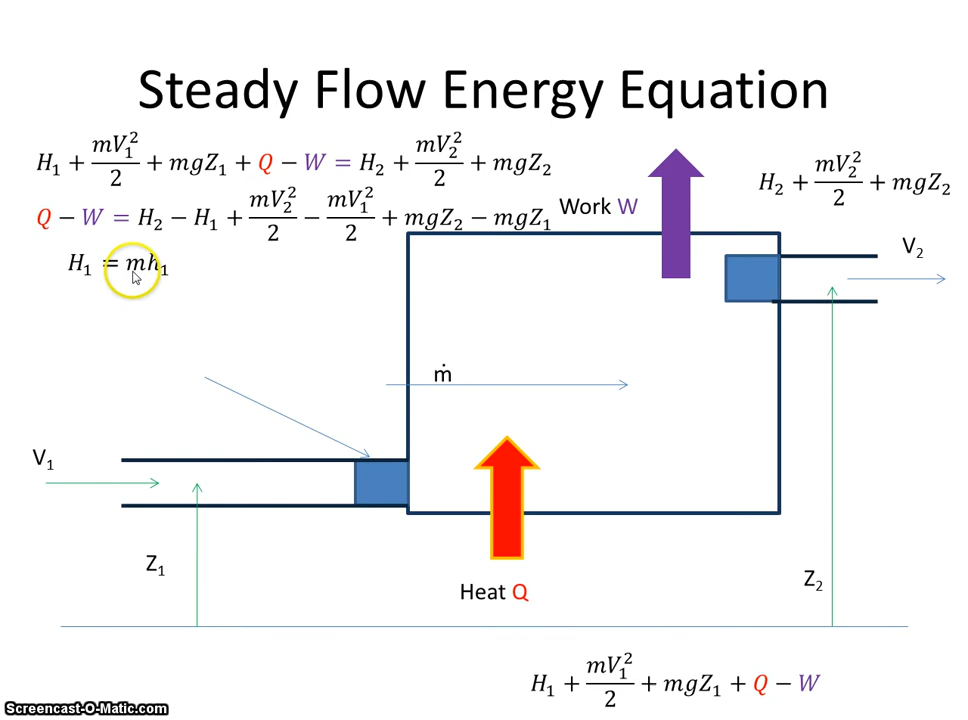 Steady Flow Energy Equation
H₁ + mV₁²/2 + mgZ₁ + Q − W = H₂ + mV₂²/2 + mgZ₂
H₂ + mV₂²/2 + mgZ₂
Q − W = H₂ − H₁ + mV₂²/2 − mV₁²/2 + mgZ₂ − mgZ₁
Work W
V₂
H₁ = mh₁
ṁ
V₁
Z₁
Z₂
Heat Q
H₁ + mV₁²/2 + mgZ₁ + Q − W
Screencast-O-Matic.com